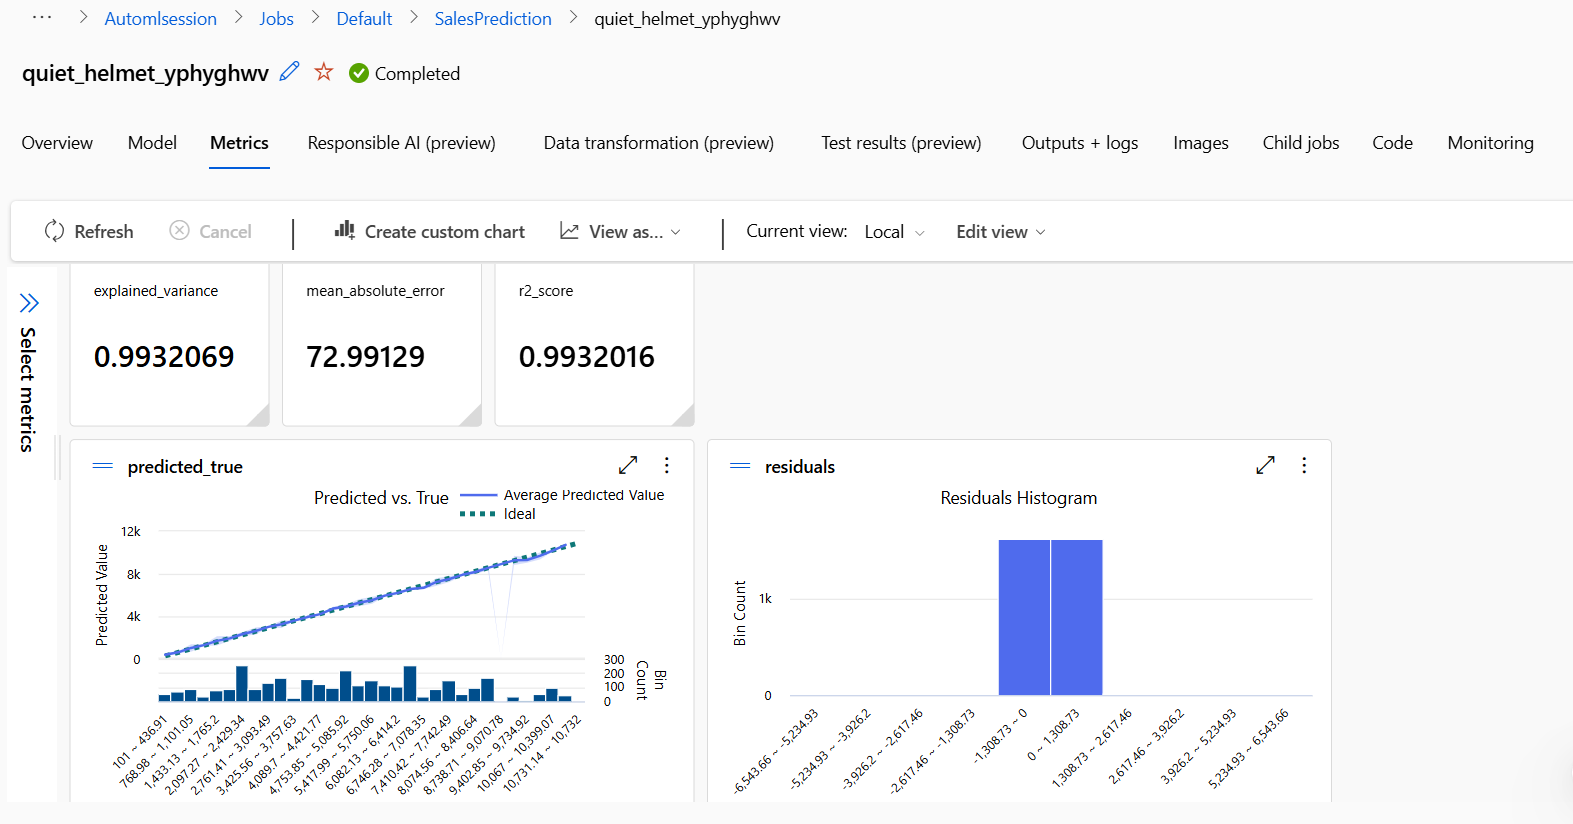 ··· > Automlsession > Jobs > Default > SalesPrediction > quiet_helmet_yphyghwv
quiet_helmet_yphyghwv Completed
Overview Model Metrics Responsible AI (preview) Data transformation (preview) Test results (preview) Outputs + logs Images Child jobs Code Monitoring
Refresh Cancel Create custom chart View as... Current view: Local Edit view
Select metrics
explained_variance
0.9932069
mean_absolute_error
72.99129
r2_score
0.9932016
predicted_true
Predicted vs. True
Average Predicted Value
Ideal
Predicted Value
12k
8k
4k
0
300
200
100
0
Bin
Count
101 ~ 436.91
768.98 ~ 1,101.05
1,433.13 ~ 1,765.2
2,097.27 ~ 2,429.34
2,761.41 ~ 3,093.49
3,425.56 ~ 3,757.63
4,089.7 ~ 4,421.77
4,753.85 ~ 5,085.92
5,417.99 ~ 5,750.06
6,082.13 ~ 6,414.2
6,746.28 ~ 7,078.35
7,410.42 ~ 7,742.49
8,074.56 ~ 8,406.64
8,738.71 ~ 9,070.78
9,402.85 ~ 9,734.92
10,067 ~ 10,399.07
10,731.14 ~ 10,732
residuals
Residuals Histogram
Bin Count
1k
0
-6,543.66 ~ -5,234.93
-5,234.93 ~ -3,926.2
-3,926.2 ~ -2,617.46
-2,617.46 ~ -1,308.73
-1,308.73 ~ 0
0 ~ 1,308.73
1,308.73 ~ 2,617.46
2,617.46 ~ 3,926.2
3,926.2 ~ 5,234.93
5,234.93 ~ 6,543.66